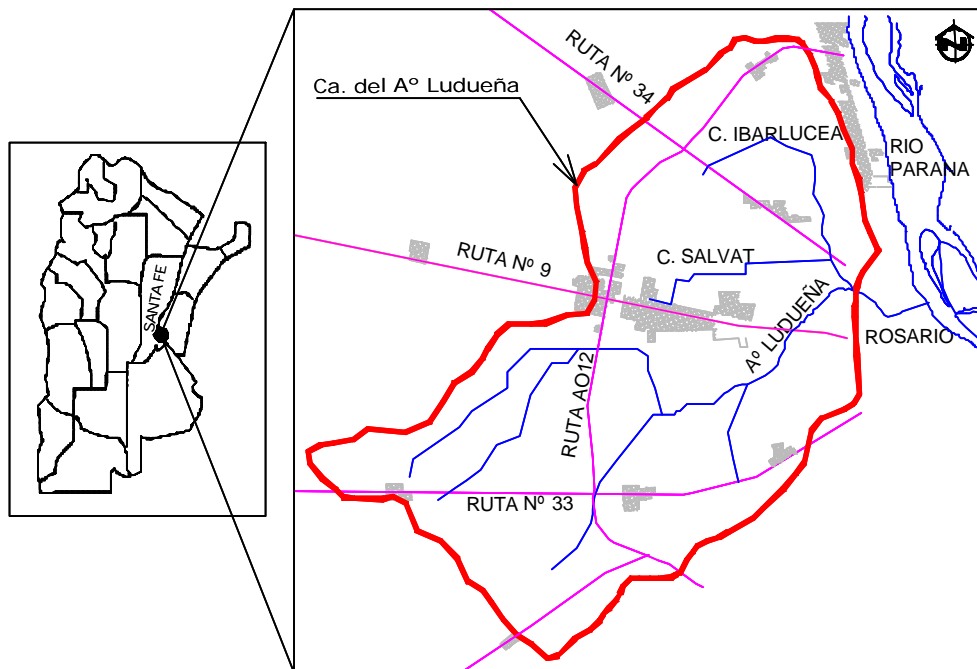 RUTA Nº 34
Ca. del Aº Ludueña
C. IBARLUCEA
RIO
PARANA
SANTA FE
RUTA Nº 9
C. SALVAT
Aº LUDUEÑA
ROSARIO
RUTA AO12
RUTA Nº 33
N